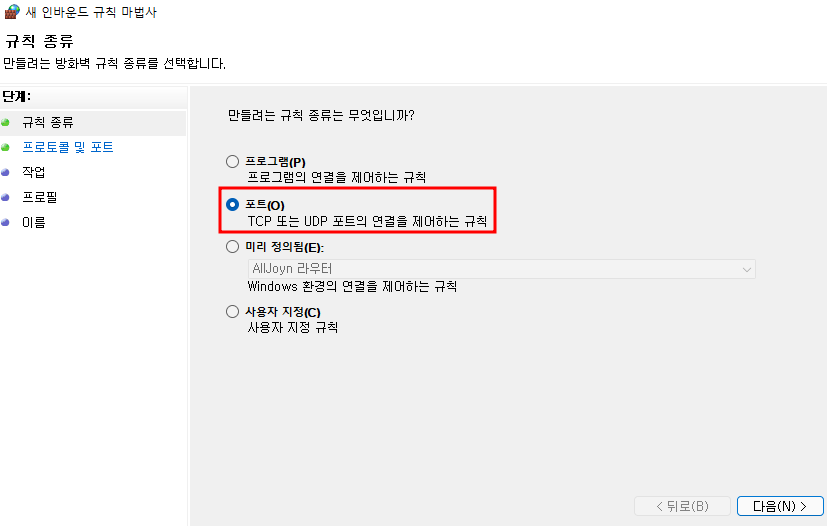 새 인바운드 규칙 마법사
규칙 종류
만들려는 방화벽 규칙 종류를 선택합니다.
단계:
규칙 종류
프로토콜 및 포트
작업
프로필
이름
만들려는 규칙 종류는 무엇입니까?
프로그램(P)
프로그램의 연결을 제어하는 규칙
포트(O)
TCP 또는 UDP 포트의 연결을 제어하는 규칙
미리 정의됨(E):
AllJoyn 라우터
Windows 환경의 연결을 제어하는 규칙
사용자 지정(C)
사용자 지정 규칙
< 뒤로(B)
다음(N) >